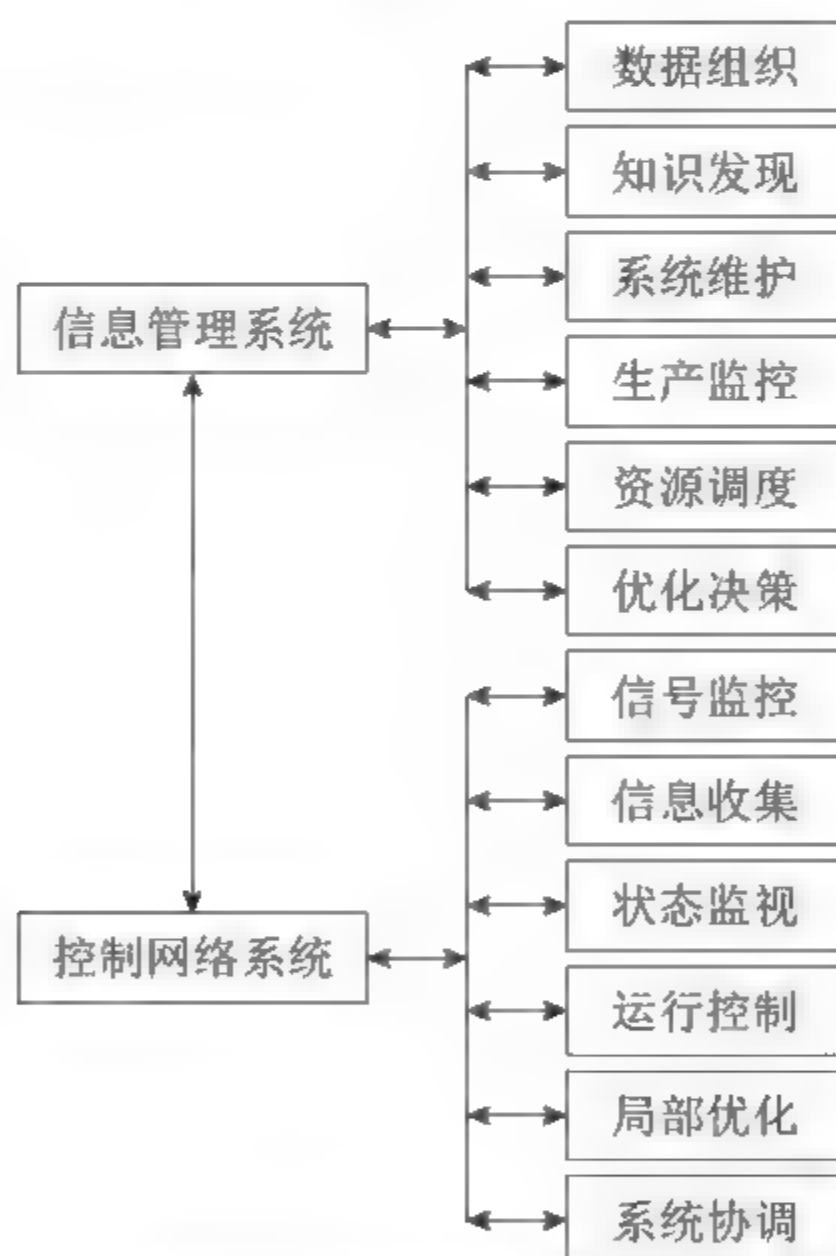 数据组织
知识发现
系统维护
信息管理系统
生产监控
资源调度
优化决策
信号监控
信息收集
状态监视
控制网络系统
运行控制
局部优化
系统协调